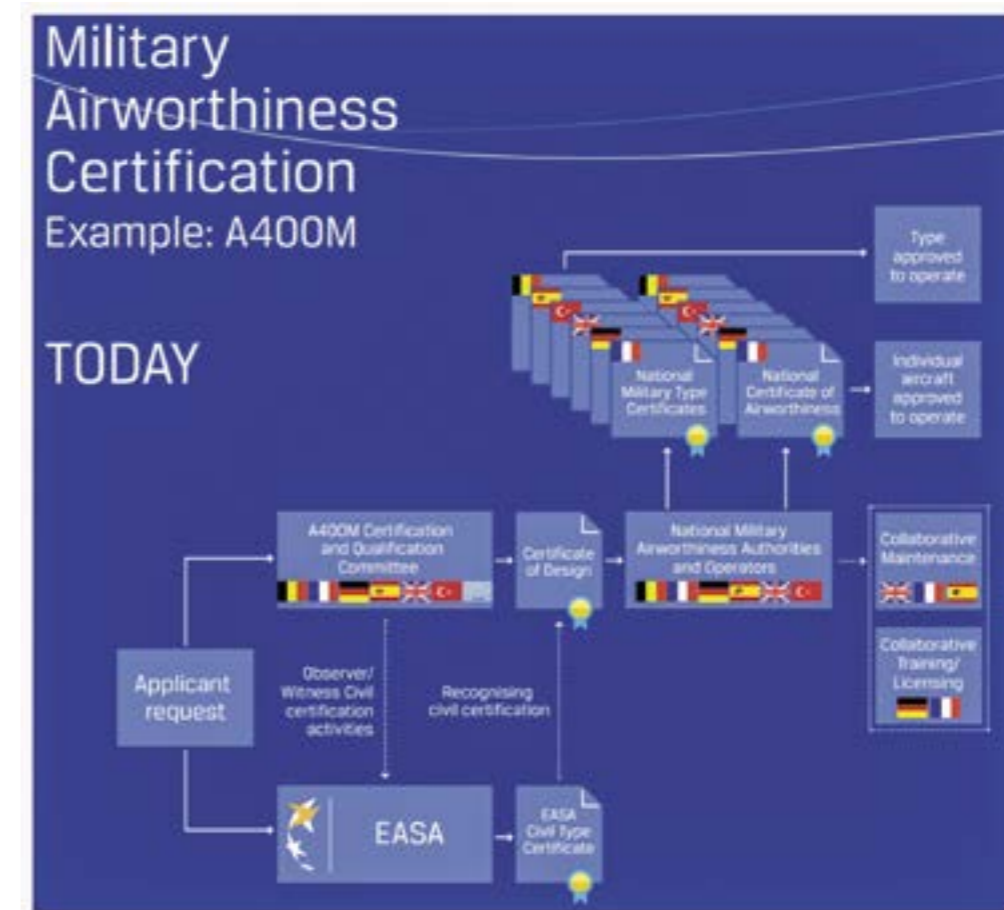 Military
Airworthiness
Certification
Example: A400M
TODAY
Type
approved
to operate
National
Military Type
Certificates
National
Certificate of
Airworthiness
Individual
aircraft
approved
to operate
A400M Certification
and Qualification
Committee
Certificate
of Design
National Military
Airworthiness Authorities
and Operators
Collaborative
Maintenance
Collaborative
Training/
Licensing
Applicant
request
Observer/
Witness Civil
certification
activities
Recognising
civil certification
EASA
EASA
Civil Type
Certificate